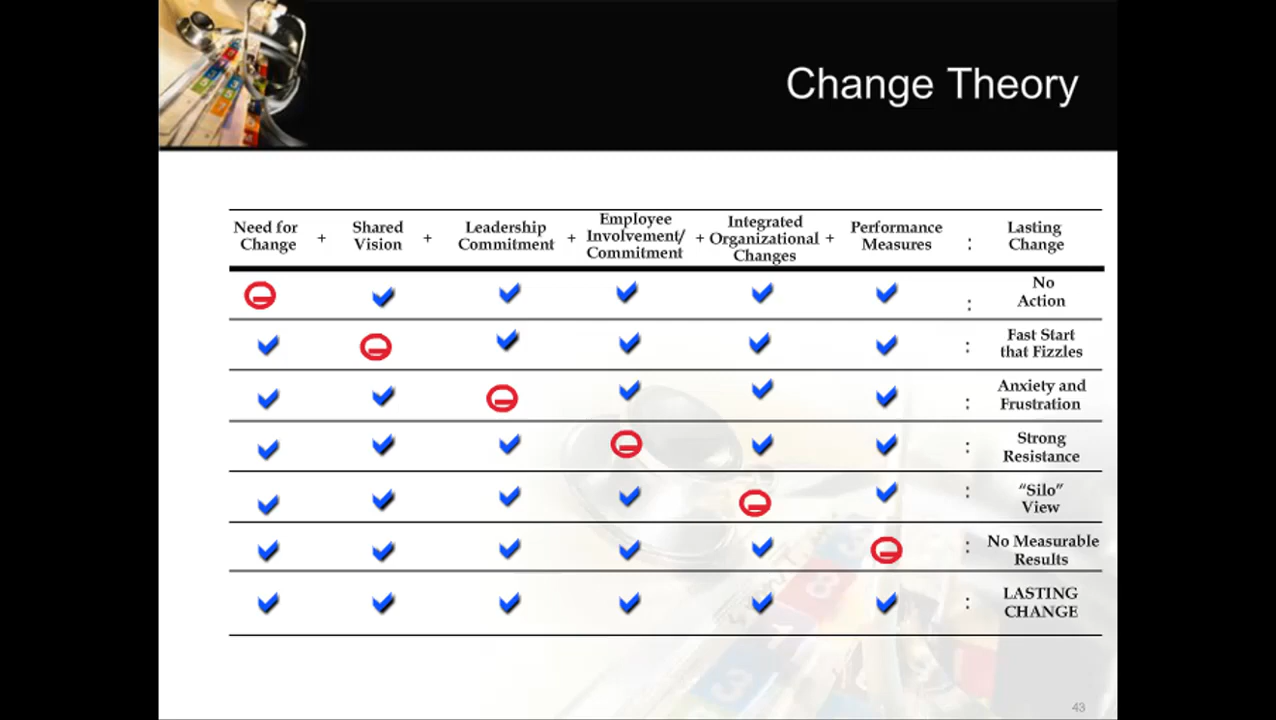 Change Theory
Need for
Change
+
Shared
Vision
+
Leadership
Commitment
+
Employee
Involvement/
Commitment
+
Integrated
Organizational
Changes
+
Performance
Measures
:
Lasting
Change
:
No
Action
:
Fast Start
that Fizzles
:
Anxiety and
Frustration
:
Strong
Resistance
:
“Silo”
View
:
No Measurable
Results
:
LASTING
CHANGE
43